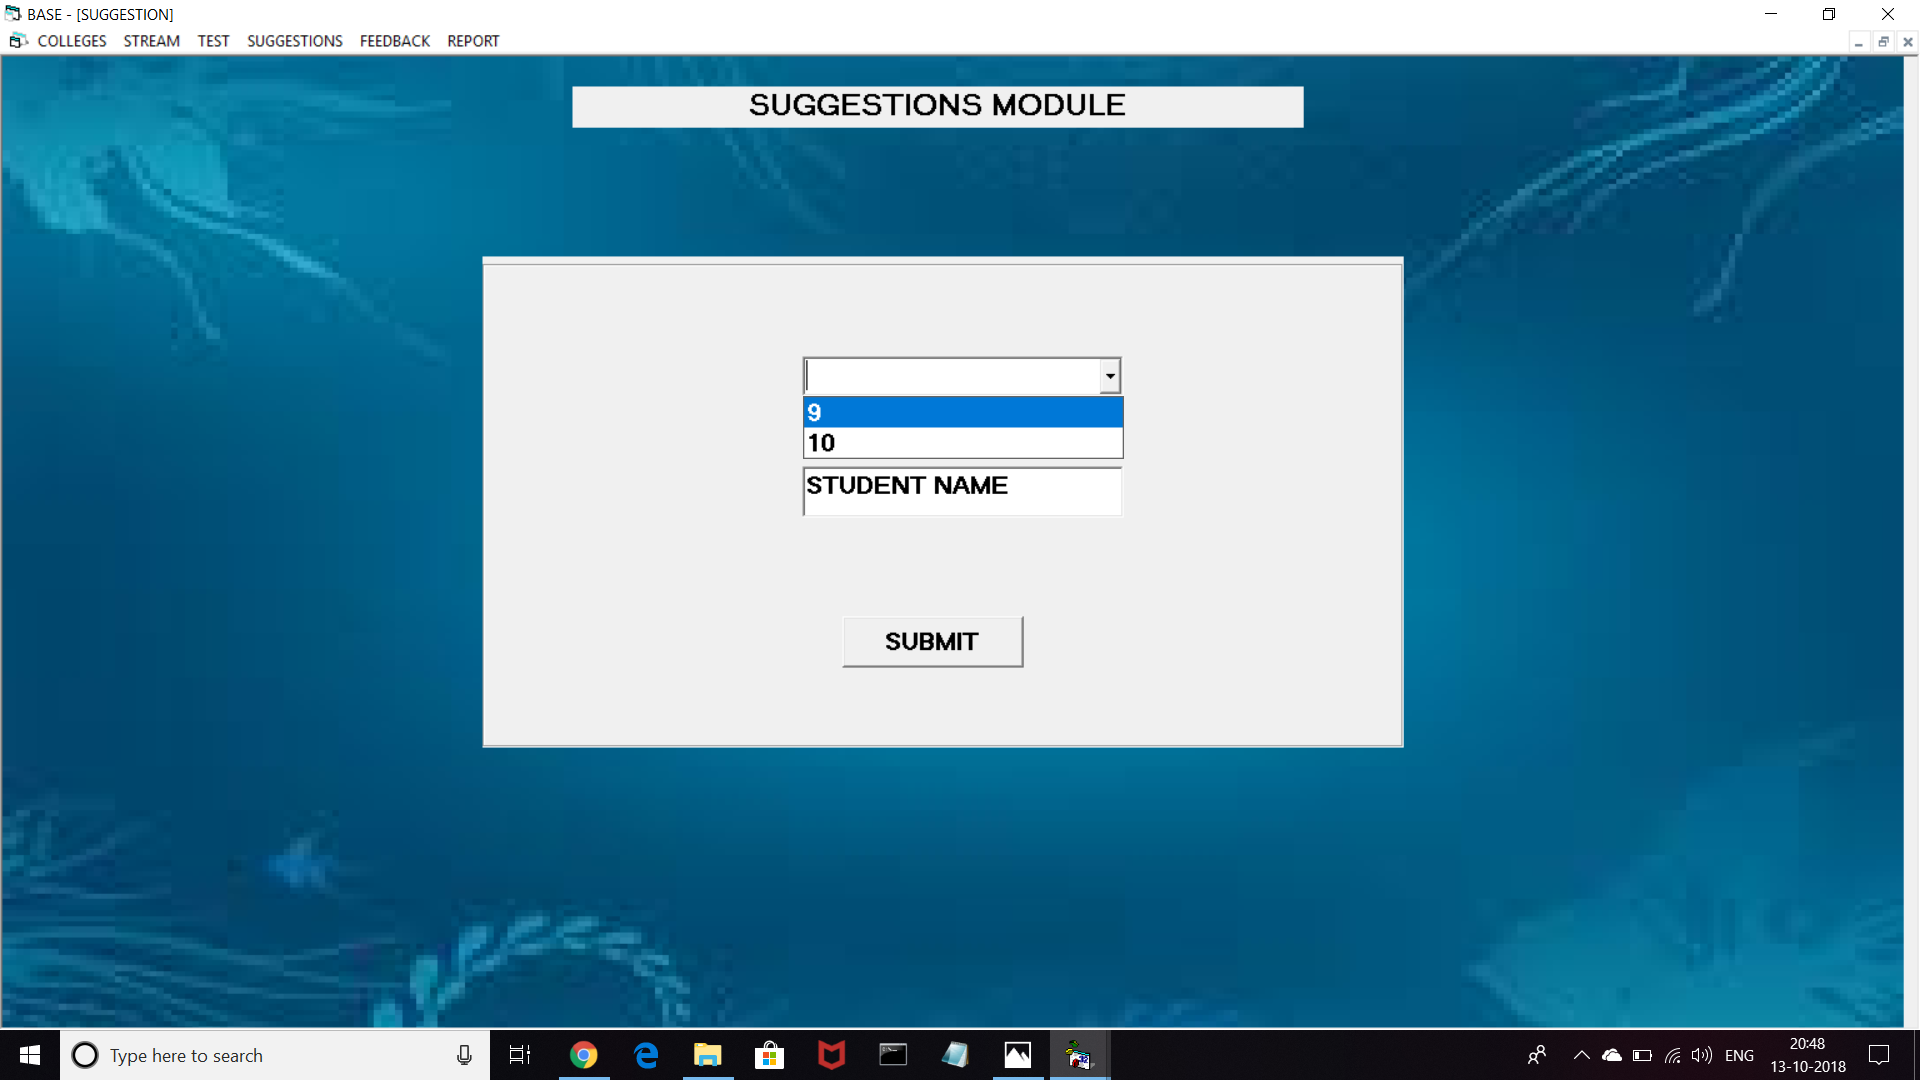 BASE - [SUGGESTION]
COLLEGES STREAM TEST SUGGESTIONS FEEDBACK REPORT
SUGGESTIONS MODULE
9
10
STUDENT NAME
SUBMIT
Type here to search
ENG
20:48
13-10-2018